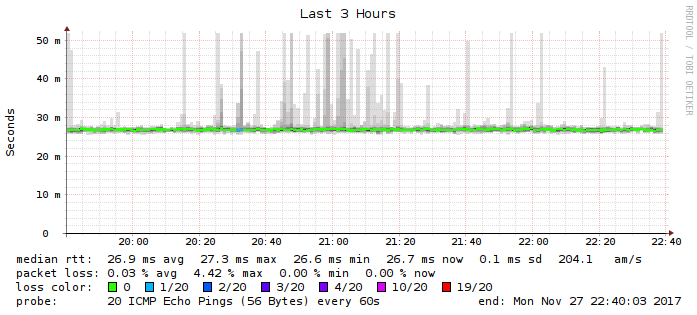 Last 3 Hours
RRDTOOL / TOBI OETIKER
Seconds
50 m
40 m
30 m
20 m
10 m
0
20:00 20:20 20:40 21:00 21:20 21:40 22:00 22:20 22:40
median rtt: 26.9 ms avg 27.3 ms max 26.6 ms min 26.7 ms now 0.1 ms sd 204.1 am/s
packet loss: 0.03 % avg 4.42 % max 0.00 % min 0.00 % now
loss color: 0 1/20 2/20 3/20 4/20 10/20 19/20
probe: 20 ICMP Echo Pings (56 Bytes) every 60s end: Mon Nov 27 22:40:03 2017